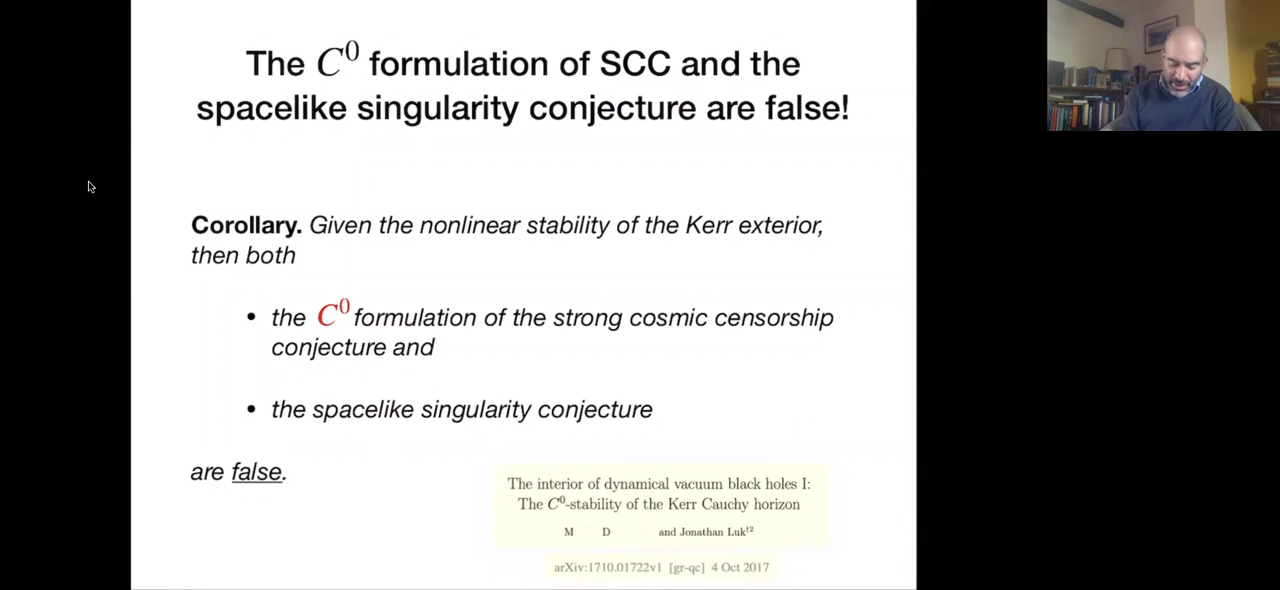 The C⁰ formulation of SCC and the
spacelike singularity conjecture are false!
Corollary. Given the nonlinear stability of the Kerr exterior,
then both
• the C⁰ formulation of the strong cosmic censorship
conjecture and
• the spacelike singularity conjecture
are false.
The interior of dynamical vacuum black holes I:
The C⁰-stability of the Kerr Cauchy horizon
M D and Jonathan Luk†²
arXiv:1710.01722v1 [gr-qc] 4 Oct 2017